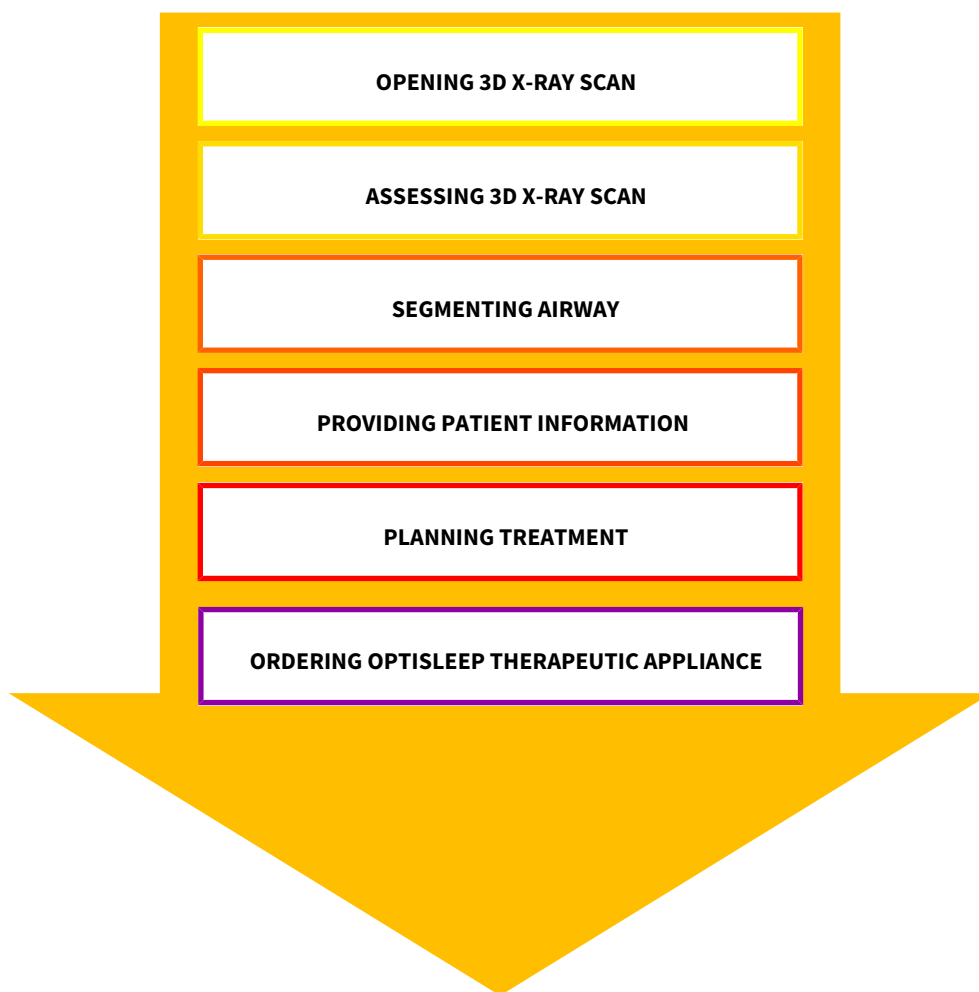 OPENING 3D X-RAY SCAN
ASSESSING 3D X-RAY SCAN
SEGMENTING AIRWAY
PROVIDING PATIENT INFORMATION
PLANNING TREATMENT
ORDERING OPTISLEEP THERAPEUTIC APPLIANCE